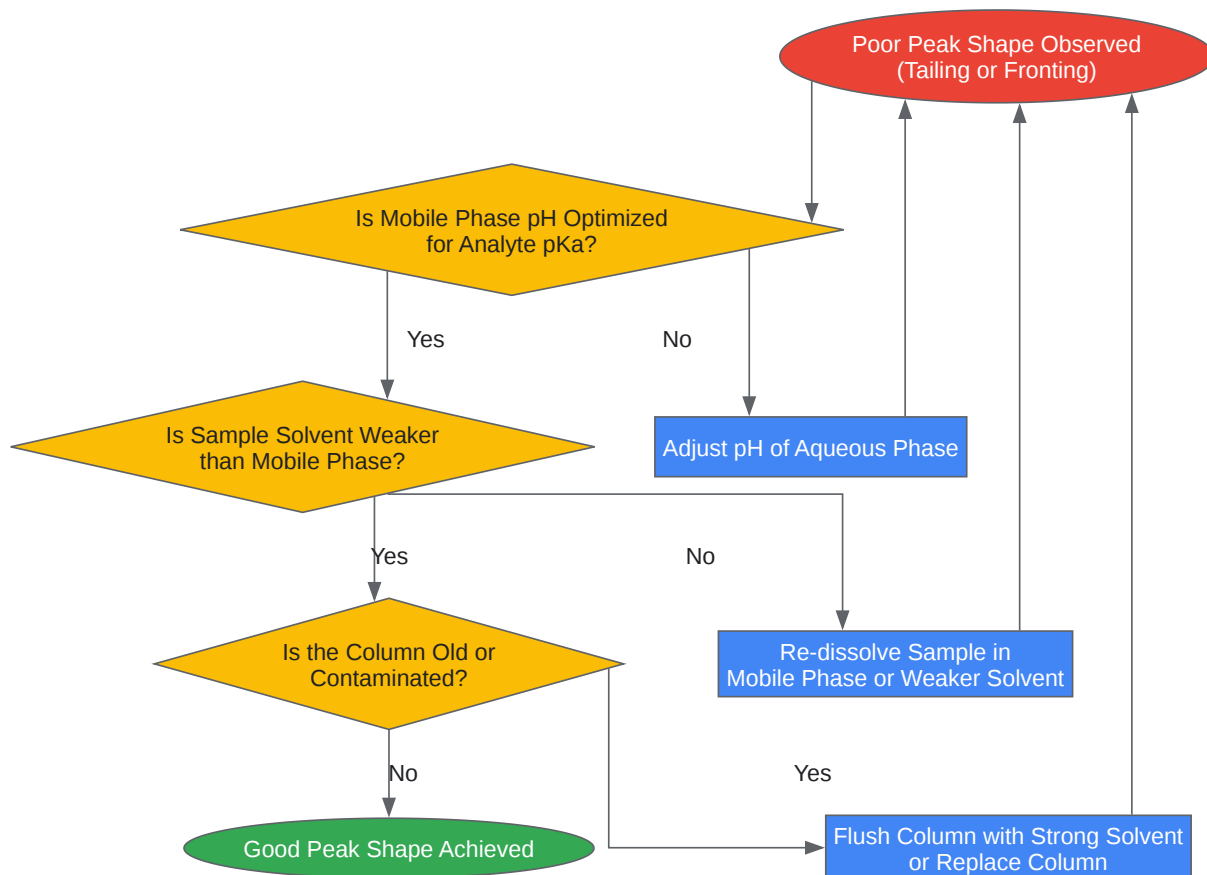 Poor Peak Shape Observed
(Tailing or Fronting)
Is Mobile Phase pH Optimized
for Analyte pKa?
Yes
No
Is Sample Solvent Weaker
than Mobile Phase?
Adjust pH of Aqueous Phase
Yes
No
Is the Column Old or
Contaminated?
Re-dissolve Sample in
Mobile Phase or Weaker Solvent
No
Yes
Good Peak Shape Achieved
Flush Column with Strong Solvent
or Replace Column